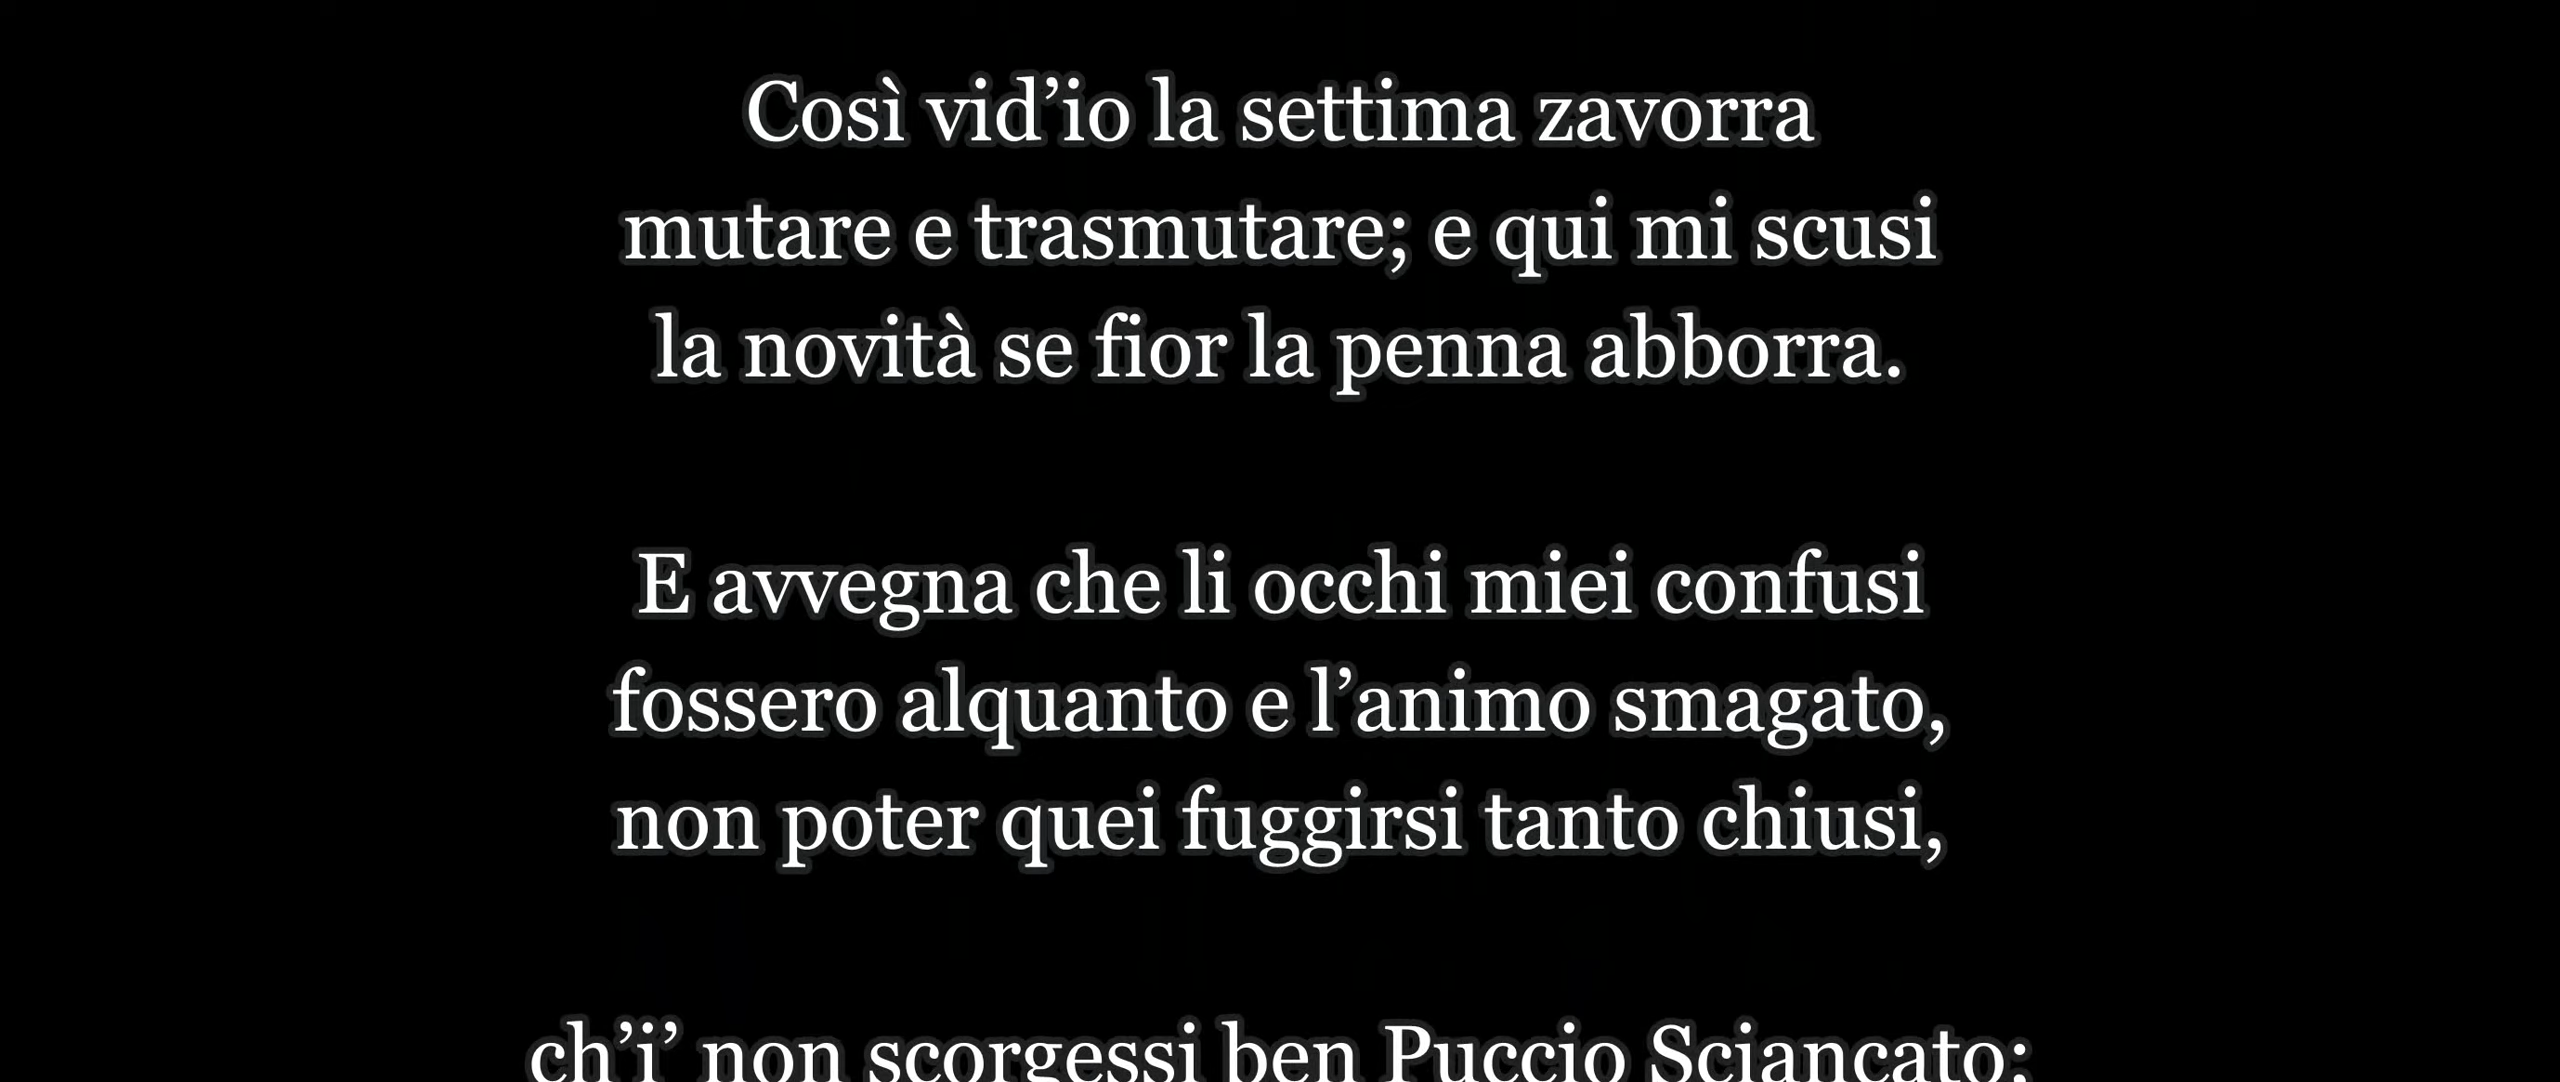 Così vid’io la settima zavorra
mutare e trasmutare; e qui mi scusi
la novità se fior la penna abborra.
E avvegna che li occhi miei confusi
fossero alquanto e l’animo smagato,
non poter quei fuggirsi tanto chiusi,
ch’i’ non scorgessi ben Puccio Sciancato;